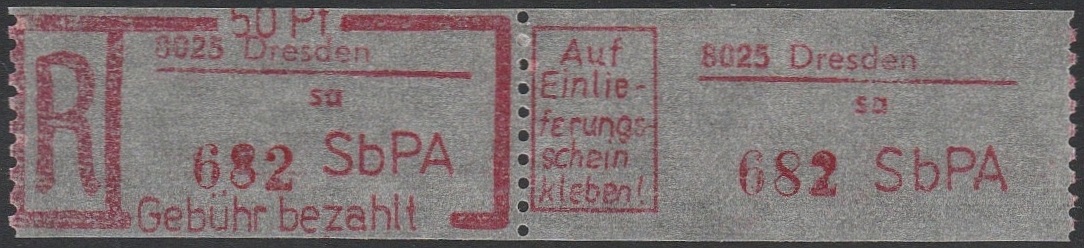 R
50 Pf
8025 Dresden
sa
682 SbPA
Gebühr bezahlt
Auf
Einlie-
ferungs-
schein
kleben!
8025 Dresden
sa
682 SbPA